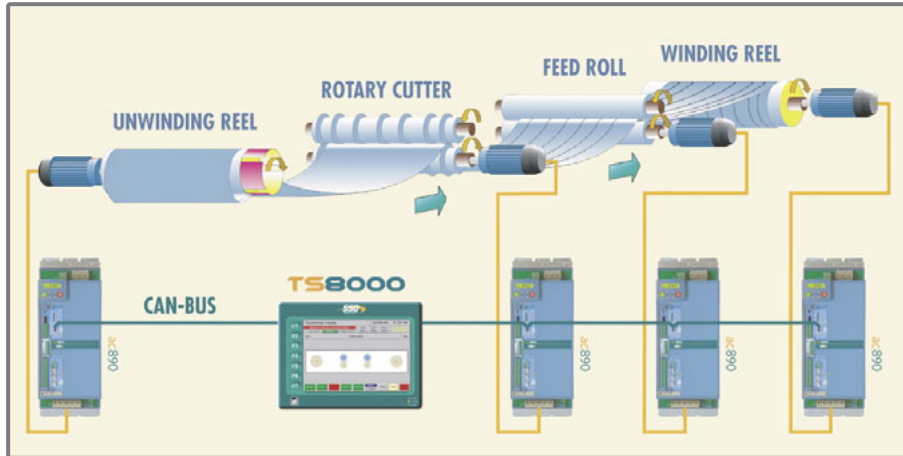 WINDING REEL
FEED ROLL
ROTARY CUTTER
UNWINDING REEL
TS8000
SSD
CAN-BUS
ac890
ac890
ac890
ac890